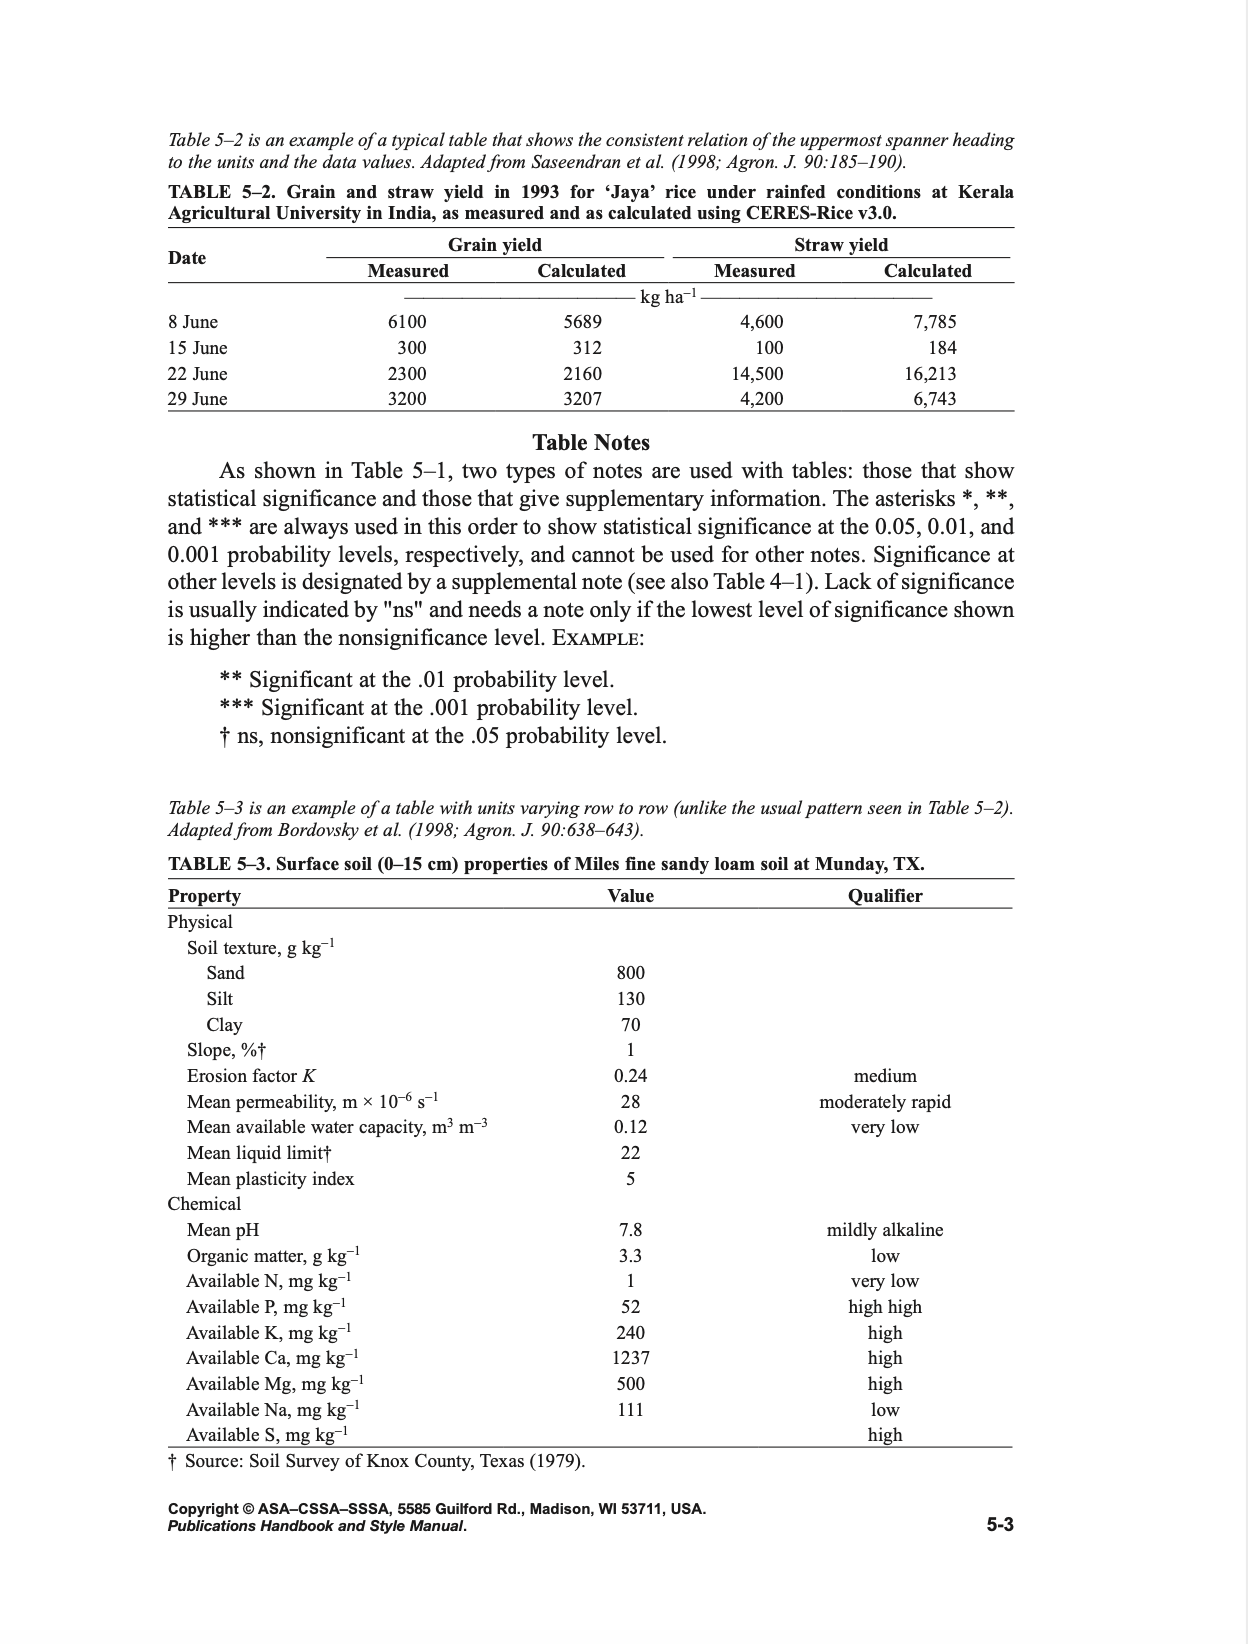 Table 5–2 is an example of a typical table that shows the consistent relation of the uppermost spanner heading
to the units and the data values. Adapted from Saseendran et al. (1998; Agron. J. 90:185–190).
TABLE 5–2. Grain and straw yield in 1993 for ‘Jaya’ rice under rainfed conditions at Kerala
Agricultural University in India, as measured and as calculated using CERES-Rice v3.0.
Date Grain yield Straw yield
Measured Calculated Measured Calculated
kg ha⁻¹
8 June 6100 5689 4,600 7,785
15 June 300 312 100 184
22 June 2300 2160 14,500 16,213
29 June 3200 3207 4,200 6,743
Table Notes
As shown in Table 5–1, two types of notes are used with tables: those that show
statistical significance and those that give supplementary information. The asterisks *, **,
and *** are always used in this order to show statistical significance at the 0.05, 0.01, and
0.001 probability levels, respectively, and cannot be used for other notes. Significance at
other levels is designated by a supplemental note (see also Table 4–1). Lack of significance
is usually indicated by "ns" and needs a note only if the lowest level of significance shown
is higher than the nonsignificance level. EXAMPLE:
** Significant at the .01 probability level.
*** Significant at the .001 probability level.
† ns, nonsignificant at the .05 probability level.
Table 5–3 is an example of a table with units varying row to row (unlike the usual pattern seen in Table 5–2).
Adapted from Bordovsky et al. (1998; Agron. J. 90:638–643).
TABLE 5–3. Surface soil (0–15 cm) properties of Miles fine sandy loam soil at Munday, TX.
Property Value Qualifier
Physical
Soil texture, g kg⁻¹
Sand 800
Silt 130
Clay 70
Slope, %† 1
Erosion factor K 0.24 medium
Mean permeability, m × 10⁻⁶ s⁻¹ 28 moderately rapid
Mean available water capacity, m³ m⁻³ 0.12 very low
Mean liquid limit† 22
Mean plasticity index 5
Chemical
Mean pH 7.8 mildly alkaline
Organic matter, g kg⁻¹ 3.3 low
Available N, mg kg⁻¹ 1 very low
Available P, mg kg⁻¹ 52 high high
Available K, mg kg⁻¹ 240 high
Available Ca, mg kg⁻¹ 1237 high
Available Mg, mg kg⁻¹ 500 high
Available Na, mg kg⁻¹ 111 low
Available S, mg kg⁻¹ high
† Source: Soil Survey of Knox County, Texas (1979).
Copyright © ASA–CSSA–SSSA, 5585 Guilford Rd., Madison, WI 53711, USA.
Publications Handbook and Style Manual. 5-3